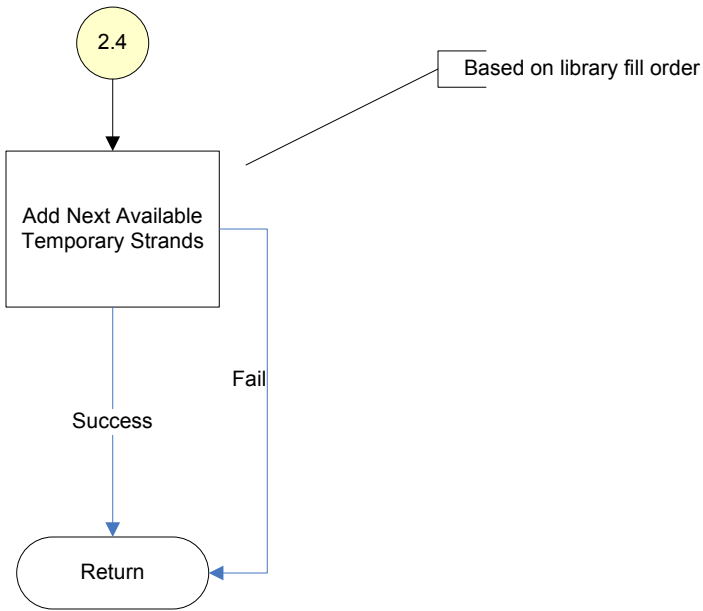 2.4
Based on library fill order
Add Next Available
Temporary Strands
Fail
Success
Return